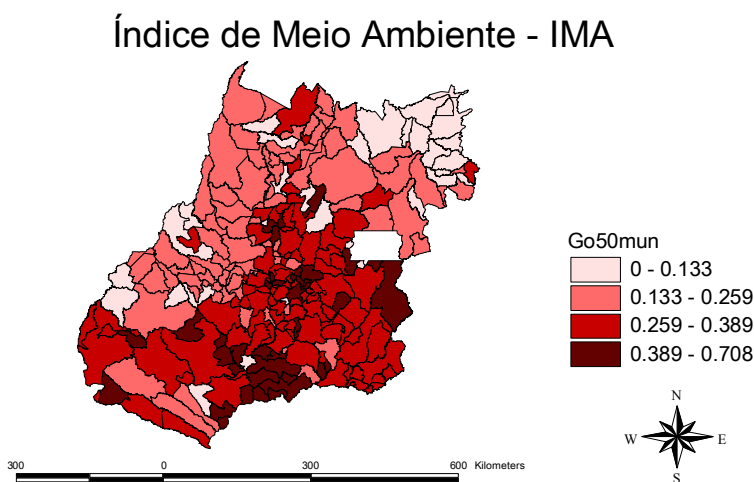 Índice de Meio Ambiente - IMA
Go50mun
0 - 0.133
0.133 - 0.259
0.259 - 0.389
0.389 - 0.708
N
W E
S
300 0 300 600 Kilometers